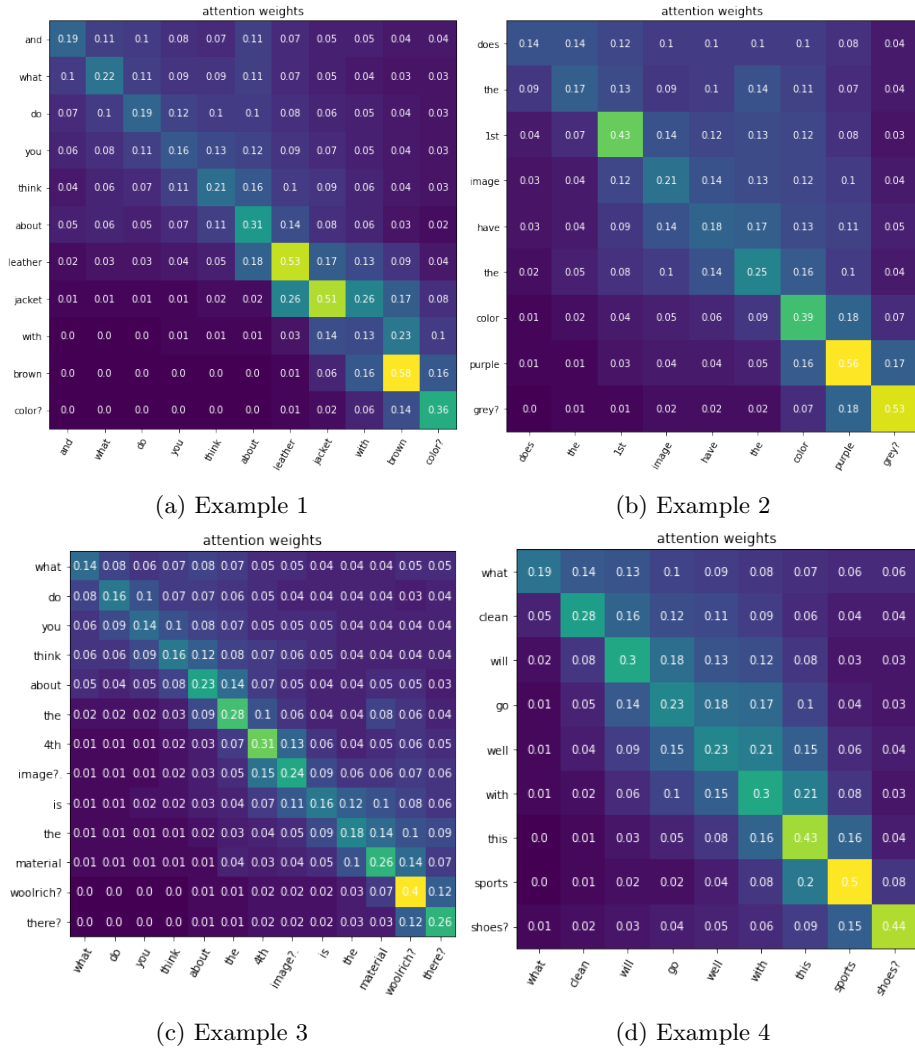 attention weights
and 0.19 0.11 0.1 0.08 0.07 0.11 0.07 0.05 0.05 0.04 0.04
what 0.1 0.22 0.11 0.09 0.09 0.11 0.07 0.05 0.04 0.03 0.03
do 0.07 0.1 0.19 0.12 0.1 0.1 0.08 0.06 0.05 0.04 0.03
you 0.06 0.08 0.11 0.16 0.13 0.12 0.09 0.07 0.05 0.04 0.03
think 0.04 0.06 0.07 0.11 0.21 0.16 0.1 0.09 0.06 0.04 0.03
about 0.05 0.06 0.05 0.07 0.11 0.31 0.14 0.08 0.06 0.03 0.02
leather 0.02 0.03 0.03 0.04 0.05 0.18 0.53 0.17 0.13 0.09 0.04
jacket 0.01 0.01 0.01 0.01 0.02 0.02 0.26 0.51 0.26 0.17 0.08
with 0.0 0.0 0.0 0.01 0.01 0.01 0.03 0.14 0.13 0.23 0.1
brown 0.0 0.0 0.0 0.0 0.0 0.0 0.01 0.06 0.16 0.58 0.16
color? 0.0 0.0 0.0 0.0 0.0 0.0 0.01 0.02 0.06 0.14 0.36
and what do you think about leather jacket with brown color?
(a) Example 1
attention weights
does 0.14 0.14 0.12 0.1 0.1 0.1 0.1 0.08 0.04
the 0.09 0.17 0.13 0.09 0.1 0.14 0.11 0.07 0.04
1st 0.04 0.07 0.43 0.14 0.12 0.13 0.12 0.08 0.03
image 0.03 0.04 0.12 0.21 0.14 0.13 0.12 0.1 0.04
have 0.03 0.04 0.09 0.14 0.18 0.17 0.13 0.11 0.05
the 0.02 0.05 0.08 0.1 0.14 0.25 0.16 0.1 0.04
color 0.01 0.02 0.04 0.05 0.06 0.09 0.39 0.18 0.07
purple 0.01 0.01 0.03 0.04 0.04 0.05 0.16 0.56 0.17
grey? 0.0 0.01 0.01 0.02 0.02 0.02 0.07 0.18 0.53
does the 1st image have the color purple grey?
(b) Example 2
attention weights
what 0.14 0.08 0.06 0.07 0.08 0.07 0.05 0.05 0.04 0.04 0.04 0.05 0.05
do 0.08 0.16 0.1 0.07 0.07 0.06 0.05 0.04 0.04 0.04 0.04 0.03 0.04
you 0.06 0.09 0.14 0.1 0.08 0.07 0.05 0.05 0.05 0.04 0.04 0.04 0.04
think 0.06 0.06 0.09 0.16 0.12 0.08 0.07 0.06 0.05 0.04 0.04 0.04 0.04
about 0.05 0.04 0.05 0.08 0.23 0.14 0.07 0.05 0.04 0.04 0.05 0.05 0.03
the 0.02 0.02 0.02 0.03 0.09 0.28 0.1 0.06 0.04 0.04 0.08 0.06 0.04
4th 0.01 0.01 0.01 0.02 0.03 0.07 0.31 0.13 0.06 0.04 0.05 0.06 0.05
image?. 0.01 0.01 0.01 0.02 0.03 0.05 0.15 0.24 0.09 0.06 0.06 0.07 0.06
is 0.01 0.01 0.02 0.02 0.03 0.04 0.07 0.11 0.16 0.12 0.1 0.08 0.06
the 0.01 0.01 0.01 0.01 0.02 0.03 0.04 0.05 0.09 0.18 0.14 0.1 0.09
material 0.01 0.01 0.01 0.01 0.01 0.04 0.03 0.04 0.05 0.1 0.26 0.14 0.07
woolrich? 0.0 0.0 0.0 0.0 0.01 0.01 0.02 0.02 0.02 0.03 0.07 0.4 0.12
there? 0.0 0.0 0.0 0.0 0.01 0.01 0.02 0.02 0.02 0.03 0.03 0.12 0.26
what do you think about the 4th image?. is the material woolrich? there?
(c) Example 3
attention weights
what 0.19 0.14 0.13 0.1 0.09 0.08 0.07 0.06 0.06
clean 0.05 0.28 0.16 0.12 0.11 0.09 0.06 0.04 0.04
will 0.02 0.08 0.3 0.18 0.13 0.12 0.08 0.03 0.03
go 0.01 0.05 0.14 0.23 0.18 0.17 0.1 0.04 0.03
well 0.01 0.04 0.09 0.15 0.23 0.21 0.15 0.06 0.04
with 0.01 0.02 0.06 0.1 0.15 0.3 0.21 0.08 0.03
this 0.0 0.01 0.03 0.05 0.08 0.16 0.43 0.16 0.04
sports 0.0 0.01 0.02 0.02 0.04 0.08 0.2 0.5 0.08
shoes? 0.01 0.02 0.02 0.04 0.05 0.06 0.09 0.15 0.44
what clean will go well with this sports shoes?
(d) Example 4